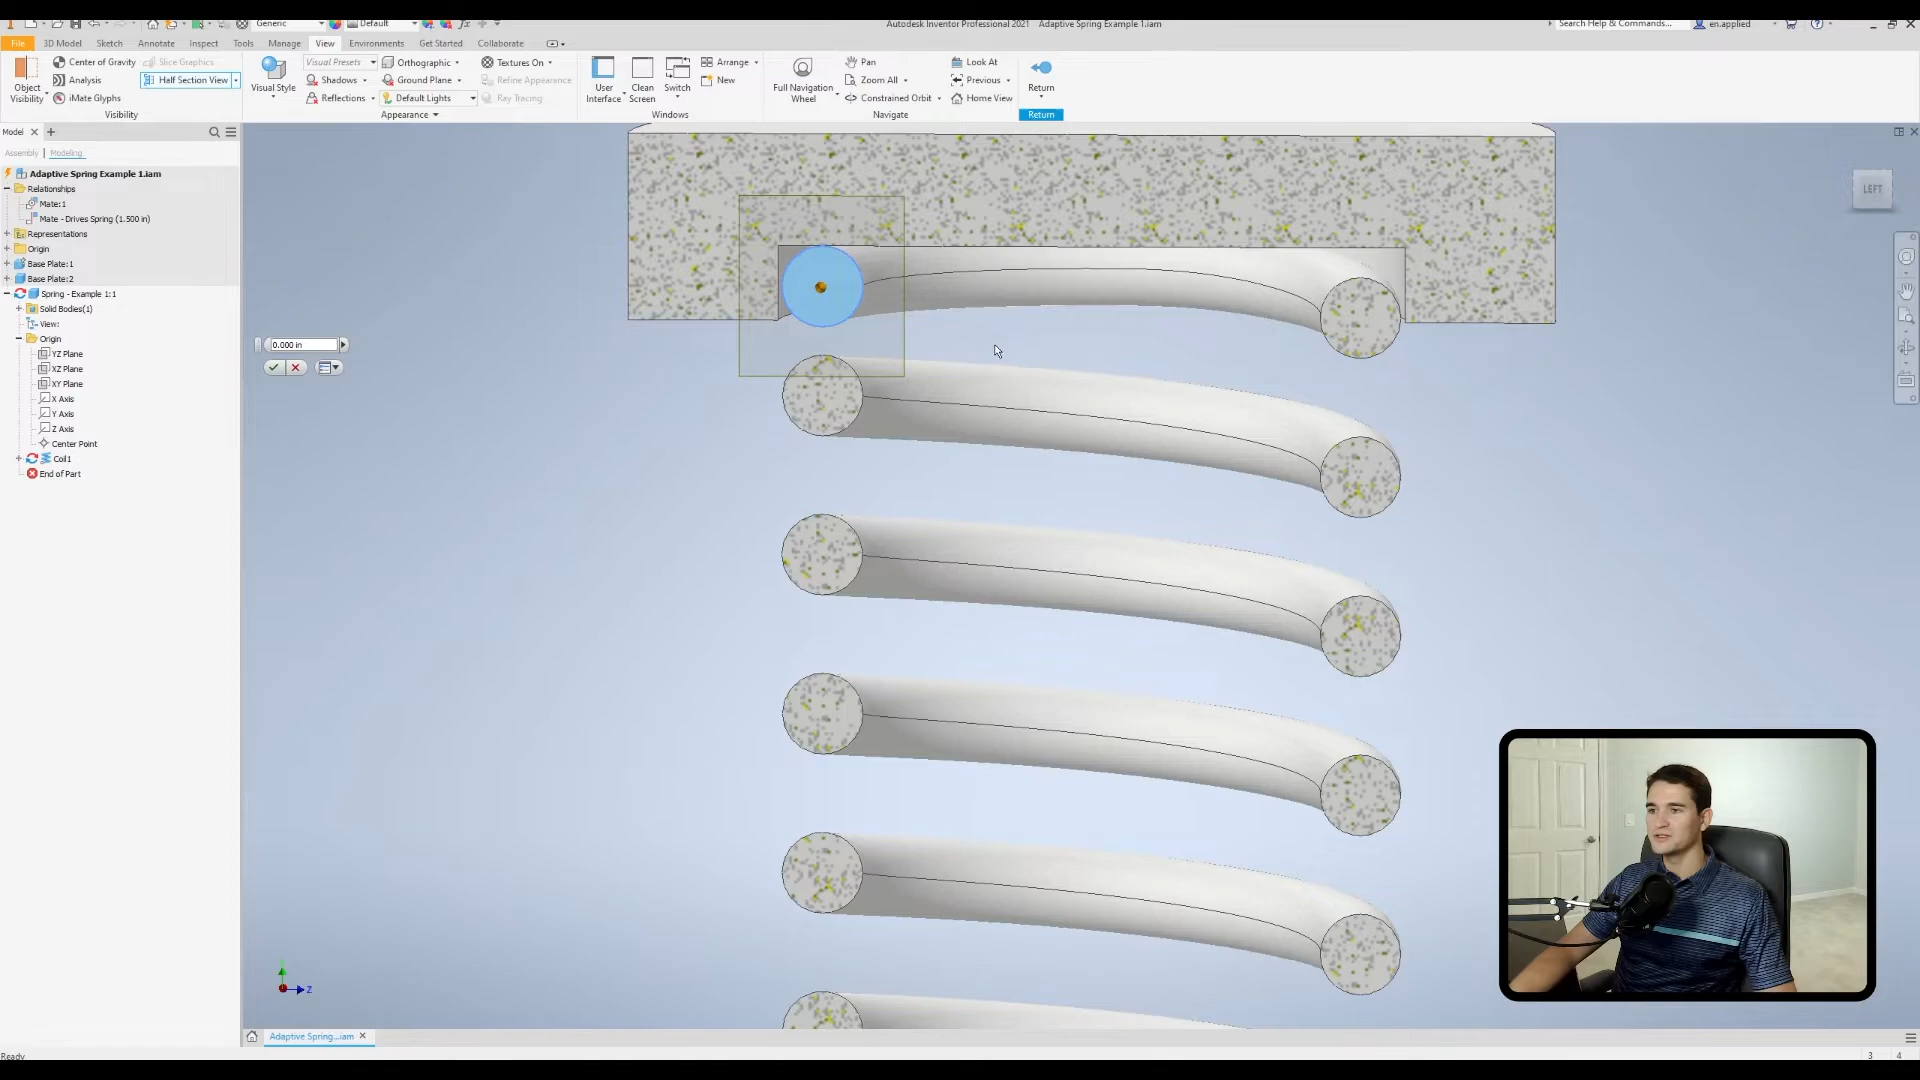 Generic
Default
Autodesk Inventor Professional 2021 Adaptive Spring Example 1.iam
Search Help & Commands...
en.applied
File 3D Model Sketch Annotate Inspect Tools Manage View Environments Get Started Collaborate
Object Visibility
Center of Gravity
Analysis
iMate Glyphs
Slice Graphics
Half Section View
Visibility
Visual Style
Visual Presets
Shadows
Reflections
Orthographic
Ground Plane
Default Lights
Textures On
Refine Appearance
Ray Tracing
Appearance
User Interface
Clean Screen
Switch
Arrange
New
Windows
Full Navigation Wheel
Pan
Zoom All
Constrained Orbit
Look At
Previous
Home View
Navigate
Return
Return
Model
Assembly | Modeling
Adaptive Spring Example 1.iam
Relationships
Mate:1
Mate - Drives Spring (1.500 in)
Representations
Origin
Base Plate:1
Base Plate:2
Spring - Example 1:1
Solid Bodies(1)
View:
Origin
YZ Plane
XZ Plane
XY Plane
X Axis
Y Axis
Z Axis
Center Point
Coil1
End of Part
0.000 in
LEFT
Z
Adaptive Spring...iam
Ready
3 4